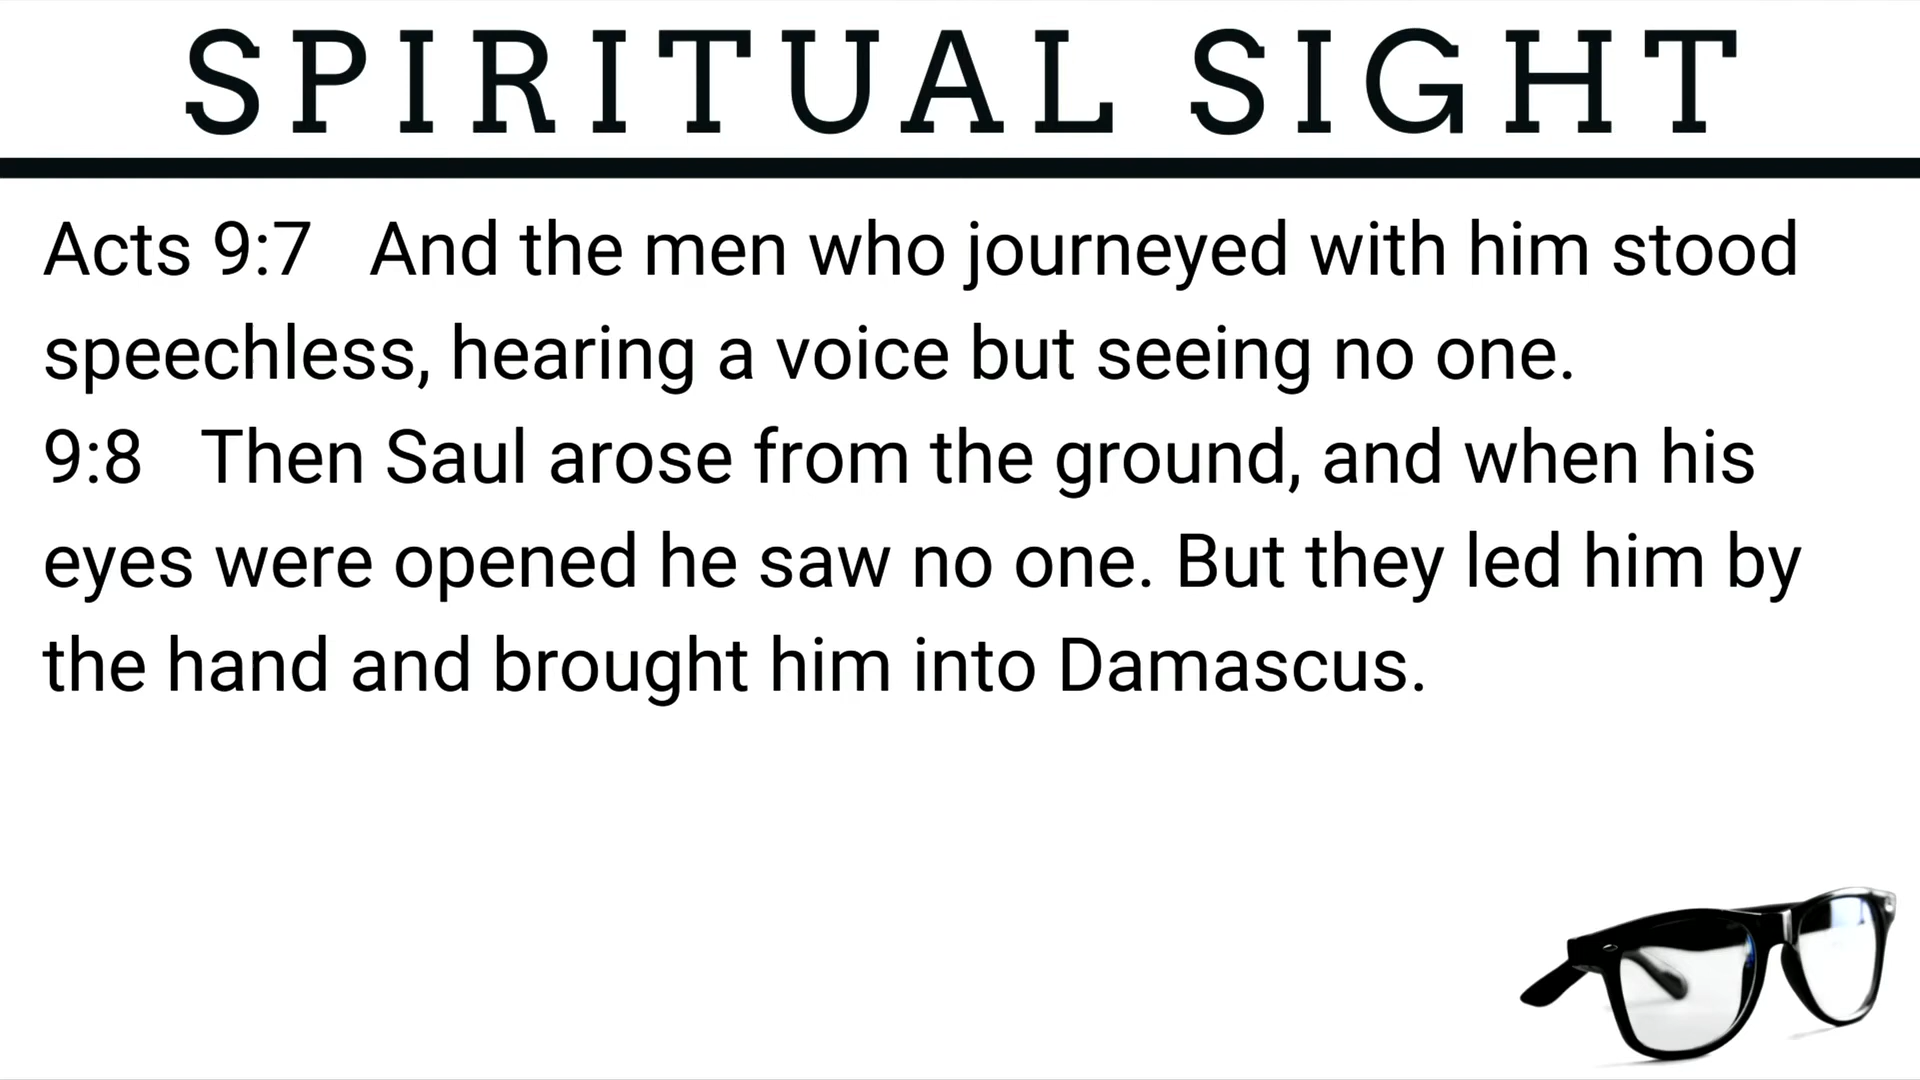 SPIRITUAL SIGHT
Acts 9:7 And the men who journeyed with him stood
speechless, hearing a voice but seeing no one.
9:8 Then Saul arose from the ground, and when his
eyes were opened he saw no one. But they led him by
the hand and brought him into Damascus.